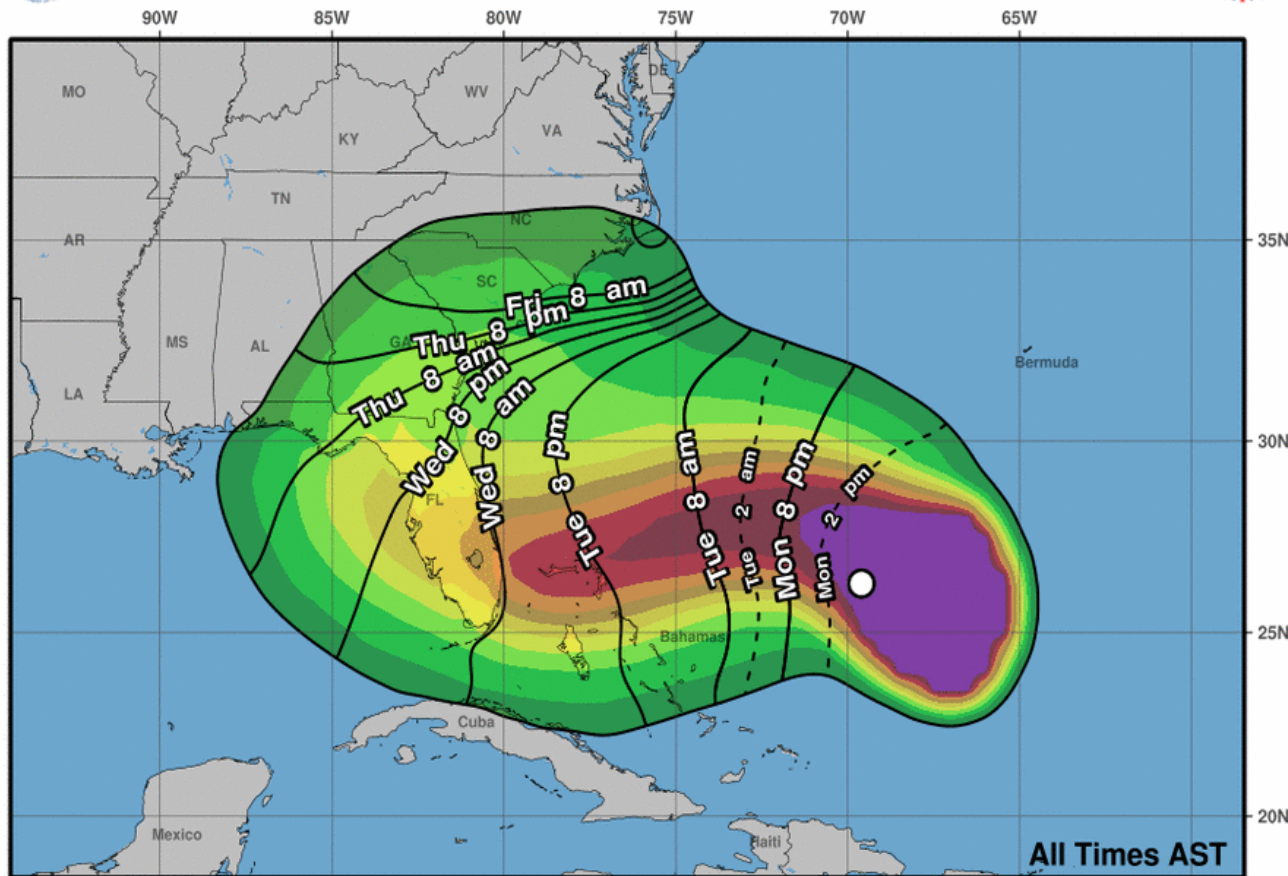 90W 85W 80W 75W 70W 65W
DE
MO WV
VA
KY
TN
NC
AR 35N
SC
Fri 8 am
Thu 8 pm
GA
MS AL
Bermuda
Thu 8 am
LA
Wed 8 pm
Wed 8 am
Tue 8 pm
Tue 8 am
Tue 2 am
Mon 8 pm
Mon 2 pm
30N
FL
Bahamas
25N
Cuba
20N
Mexico
Haiti
All Times AST